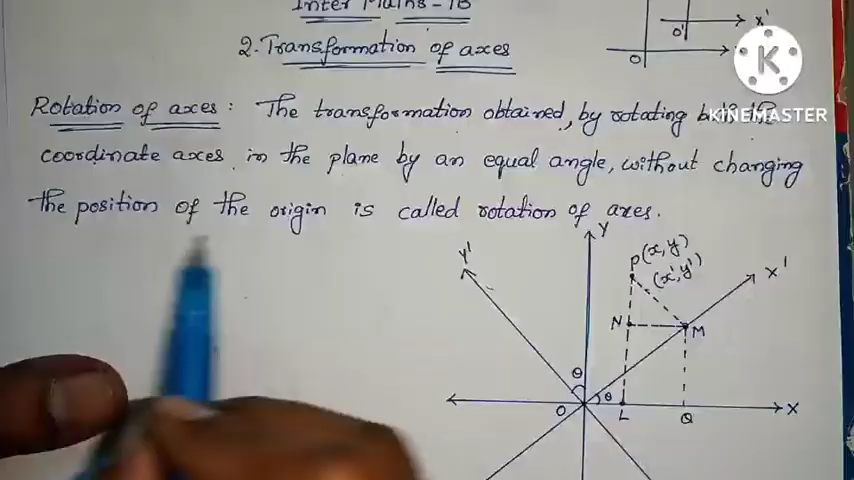 Inter Maths - IB
2. Transformation of axes
X'
O'
O
KINEMASTER
Rotation of axes : The transformation obtained, by rotating both the
coordinate axes in the plane by an equal angle, without changing
the position of the origin is called rotation of axes.
Y
Y'
P(x,y)
(x',y')
X'
N
M
θ
θ
O
L
Q
X